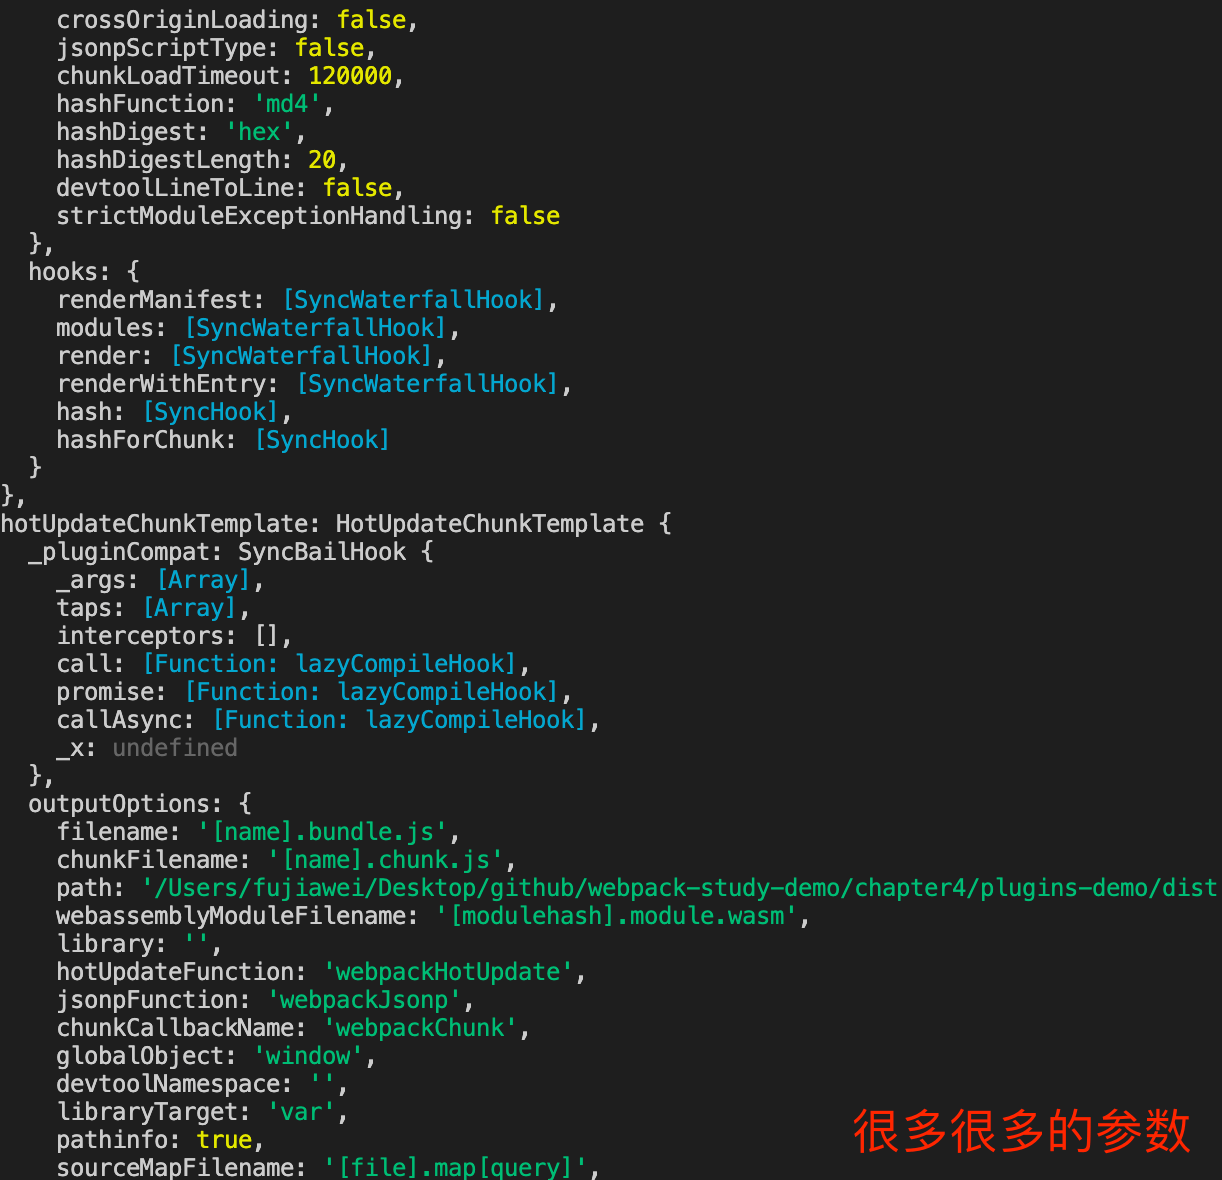 crossOriginLoading: false,
jsonpScriptType: false,
chunkLoadTimeout: 120000,
hashFunction: 'md4',
hashDigest: 'hex',
hashDigestLength: 20,
devtoolLineToLine: false,
strictModuleExceptionHandling: false
},
hooks: {
renderManifest: [SyncWaterfallHook],
modules: [SyncWaterfallHook],
render: [SyncWaterfallHook],
renderWithEntry: [SyncWaterfallHook],
hash: [SyncHook],
hashForChunk: [SyncHook]
}
},
hotUpdateChunkTemplate: HotUpdateChunkTemplate {
_pluginCompat: SyncBailHook {
_args: [Array],
taps: [Array],
interceptors: [],
call: [Function: lazyCompileHook],
promise: [Function: lazyCompileHook],
callAsync: [Function: lazyCompileHook],
_x: undefined
},
outputOptions: {
filename: '[name].bundle.js',
chunkFilename: '[name].chunk.js',
path: '/Users/fujiawei/Desktop/github/webpack-study-demo/chapter4/plugins-demo/dist
webassemblyModuleFilename: '[modulehash].module.wasm',
library: '',
hotUpdateFunction: 'webpackHotUpdate',
jsonpFunction: 'webpackJsonp',
chunkCallbackName: 'webpackChunk',
globalObject: 'window',
devtoolNamespace: '',
libraryTarget: 'var',
pathinfo: true,
sourceMapFilename: '[file].map[query]',
很多很多的参数